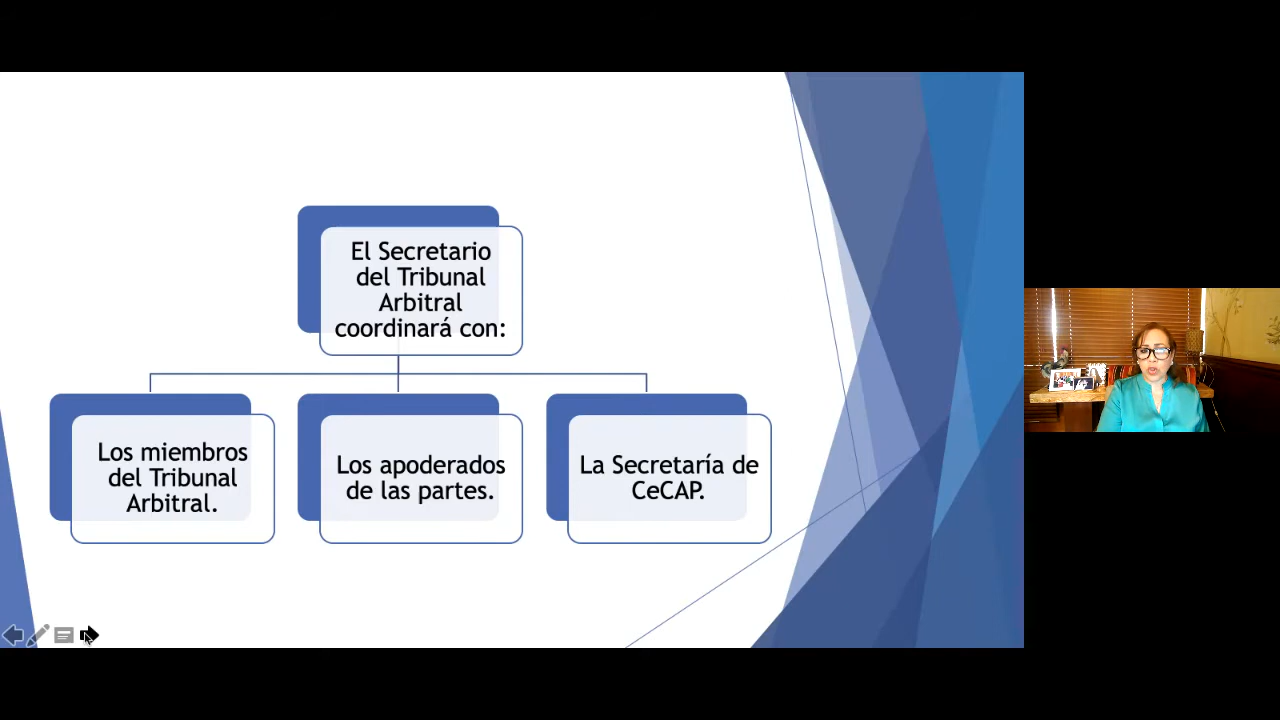 El Secretario
del Tribunal
Arbitral
coordinará con:
Los miembros
del Tribunal
Arbitral.
Los apoderados
de las partes.
La Secretaría de
CeCAP.